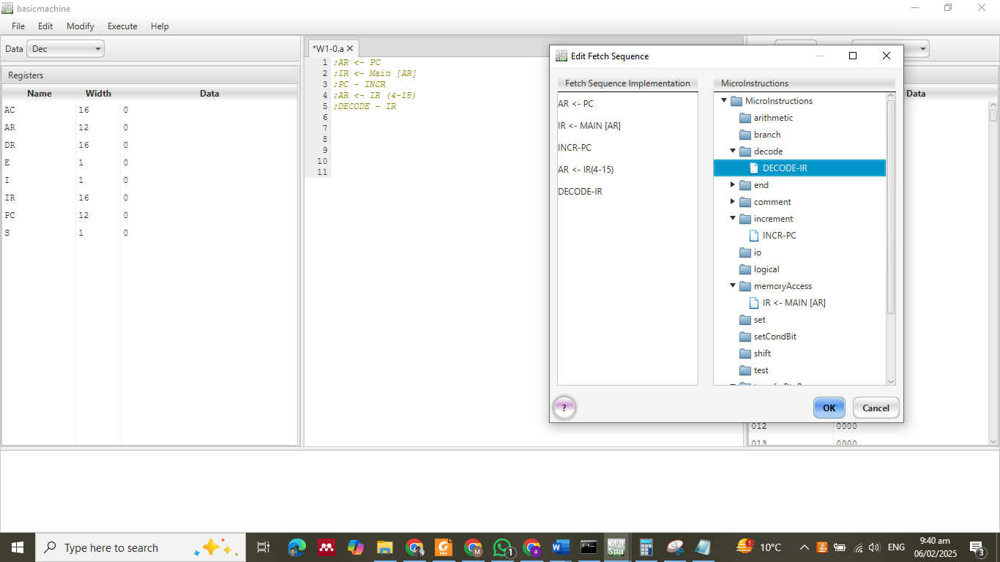 basicmachine
File Edit Modify Execute Help
Data Dec
Registers
Name Width Data
AC 16 0
AR 12 0
DR 16 0
E 1 0
I 1 0
IR 16 0
PC 12 0
S 1 0
*W1-0.a
1 ;AR <- PC
2 ;IR <- Main [AR]
3 ;PC - INCR
4 ;AR <- IR (4-15)
5 ;DECODE - IR
6
7
8
9
10
11
Edit Fetch Sequence
Fetch Sequence Implementation
AR <- PC
IR <- MAIN [AR]
INCR-PC
AR <- IR(4-15)
DECODE-IR
MicroInstructions
MicroInstructions
arithmetic
branch
decode
DECODE-IR
end
comment
increment
INCR-PC
io
logical
memoryAccess
IR <- MAIN [AR]
set
setCondBit
shift
test
?
OK Cancel
Data
012 0000
013 0000
Type here to search
1
1
10°C
ENG
9:40 am
06/02/2025
3